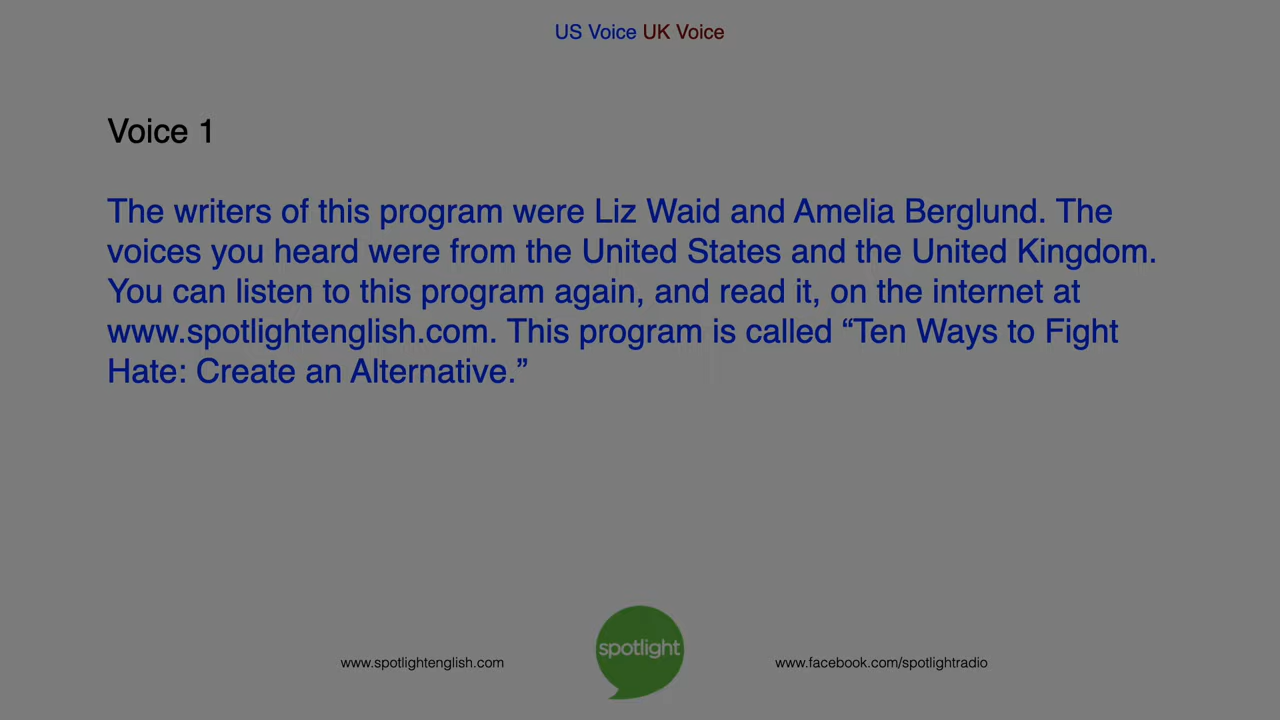 US Voice UK Voice
Voice 1
The writers of this program were Liz Waid and Amelia Berglund. The
voices you heard were from the United States and the United Kingdom.
You can listen to this program again, and read it, on the internet at
www.spotlightenglish.com. This program is called “Ten Ways to Fight
Hate: Create an Alternative.”
spotlight
www.spotlightenglish.com
www.facebook.com/spotlightradio